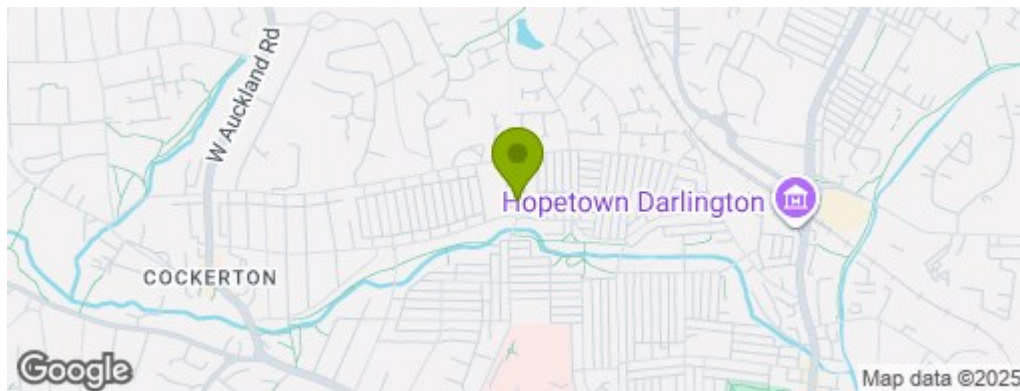 W Auckland Rd
Hopetown Darlington
COCKERTON
Google
Map data ©2025